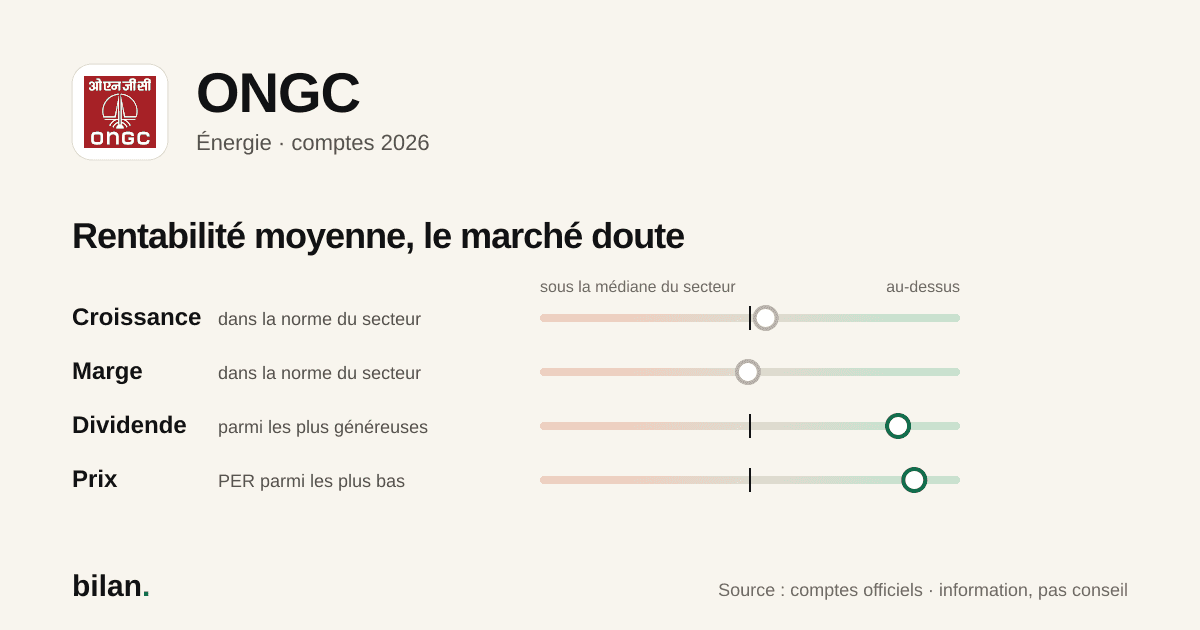 ओएनजीसी
ONGC
ONGC
Énergie · comptes 2026
Rentabilité moyenne, le marché doute
sous la médiane du secteur au-dessus
Croissance dans la norme du secteur
Marge dans la norme du secteur
Dividende parmi les plus généreuses
Prix PER parmi les plus bas
bilan.
Source : comptes officiels · information, pas conseil